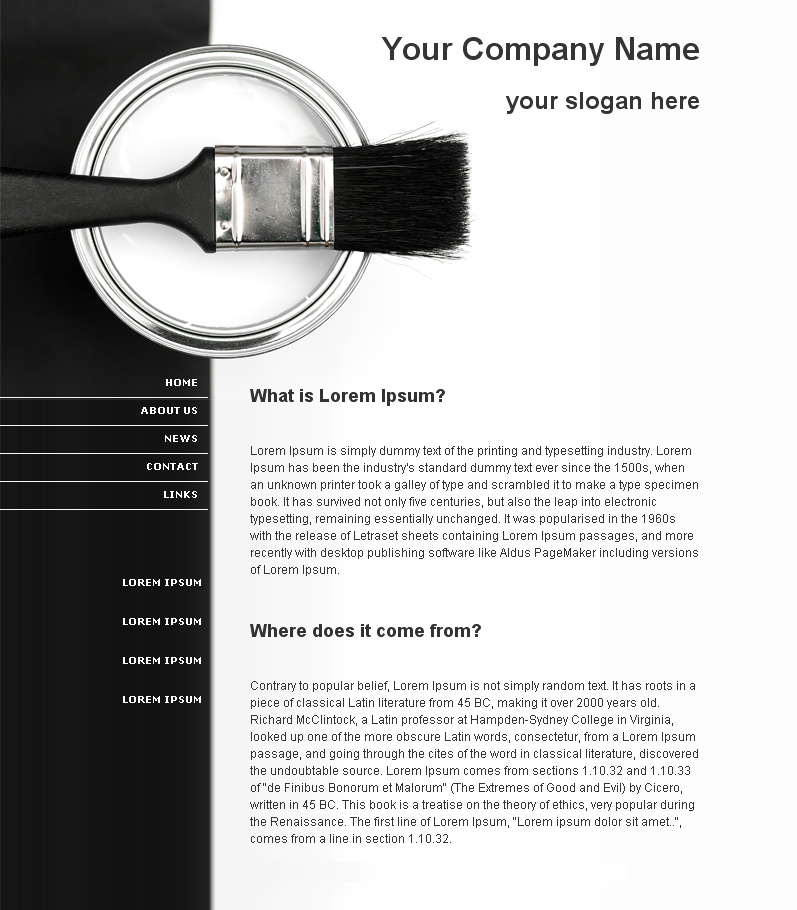 Your Company Name
your slogan here
HOME
ABOUT US
NEWS
CONTACT
LINKS
LOREM IPSUM
LOREM IPSUM
LOREM IPSUM
LOREM IPSUM
What is Lorem Ipsum?
Lorem Ipsum is simply dummy text of the printing and typesetting industry. Lorem
Ipsum has been the industry's standard dummy text ever since the 1500s, when
an unknown printer took a galley of type and scrambled it to make a type specimen
book. It has survived not only five centuries, but also the leap into electronic
typesetting, remaining essentially unchanged. It was popularised in the 1960s
with the release of Letraset sheets containing Lorem Ipsum passages, and more
recently with desktop publishing software like Aldus PageMaker including versions
of Lorem Ipsum.
Where does it come from?
Contrary to popular belief, Lorem Ipsum is not simply random text. It has roots in a
piece of classical Latin literature from 45 BC, making it over 2000 years old.
Richard McClintock, a Latin professor at Hampden-Sydney College in Virginia,
looked up one of the more obscure Latin words, consectetur, from a Lorem Ipsum
passage, and going through the cites of the word in classical literature, discovered
the undoubtable source. Lorem Ipsum comes from sections 1.10.32 and 1.10.33
of "de Finibus Bonorum et Malorum" (The Extremes of Good and Evil) by Cicero,
written in 45 BC. This book is a treatise on the theory of ethics, very popular during
the Renaissance. The first line of Lorem Ipsum, "Lorem ipsum dolor sit amet..",
comes from a line in section 1.10.32.